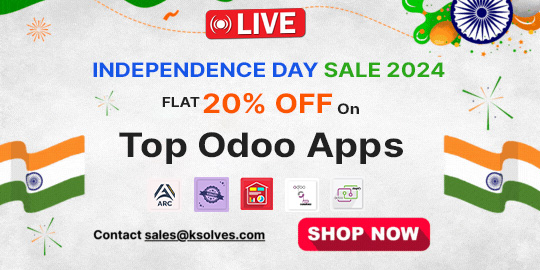 LIVE
INDEPENDENCE DAY SALE 2024
FLAT 20% OFF On
Top Odoo Apps
ARC
odoo
Contact sales@ksolves.com
SHOP NOW